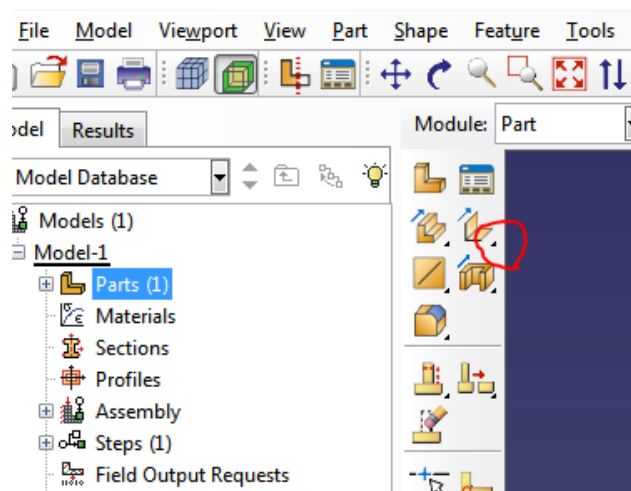 File Model Viewport View Part Shape Feature Tools
odel Results Module: Part
Model Database
Models (1)
Model-1
Parts (1)
Materials
Sections
Profiles
Assembly
Steps (1)
Field Output Requests